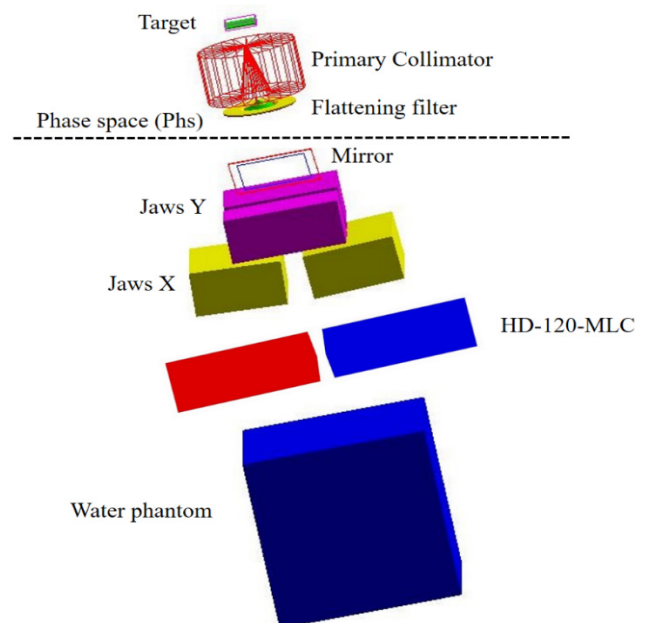 Target
Primary Collimator
Flattening filter
Phase space (Phs)
Mirror
Jaws Y
Jaws X
HD-120-MLC
Water phantom